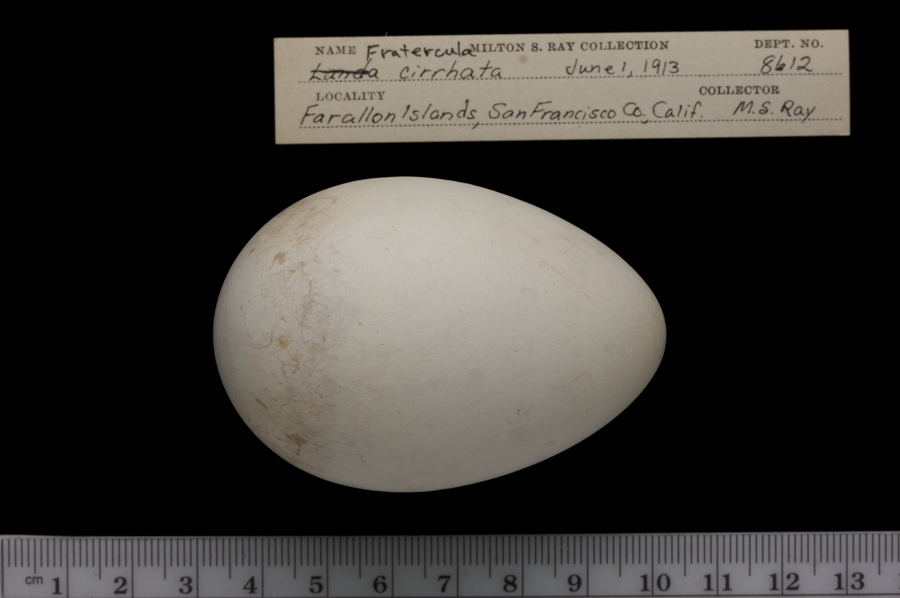 NAME Fratercula MILTON S. RAY COLLECTION DEPT. NO.
Lunda cirrhata June 1, 1913 8612
LOCALITY COLLECTOR
Farallon Islands, San Francisco Co., Calif. M.S. Ray
cm 1 2 3 4 5 6 7 8 9 10 11 12 13